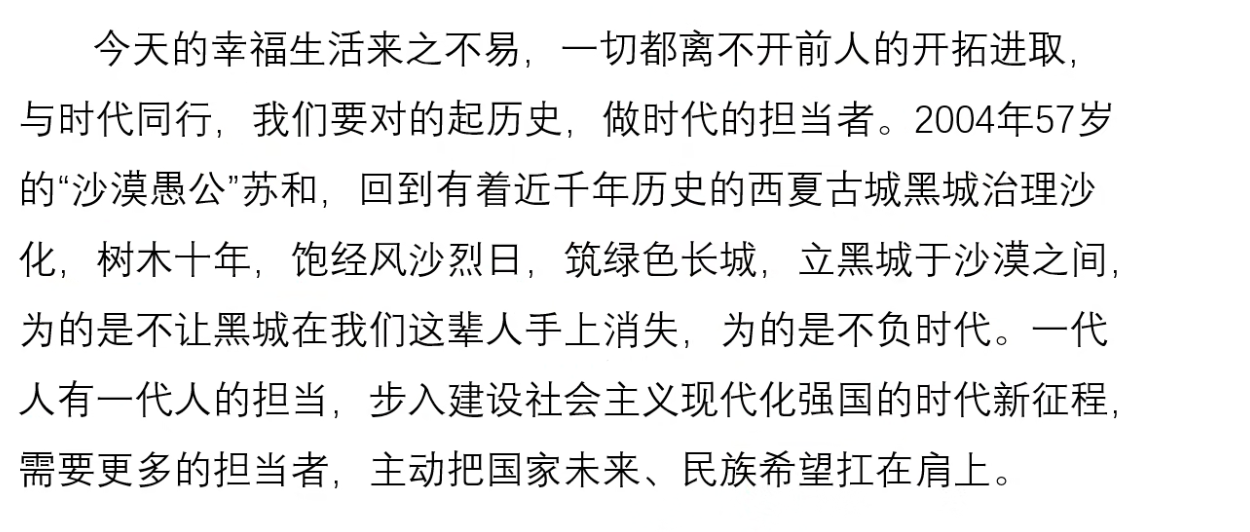 今天的幸福生活来之不易，一切都离不开前人的开拓进取，
与时代同行，我们要对的起历史，做时代的担当者。2004年57岁
的“沙漠愚公”苏和，回到有着近千年历史的西夏古城黑城治理沙
化，树木十年，饱经风沙烈日，筑绿色长城，立黑城于沙漠之间，
为的是不让黑城在我们这辈人手上消失，为的是不负时代。一代
人有一代人的担当，步入建设社会主义现代化强国的时代新征程，
需要更多的担当者，主动把国家未来、民族希望扛在肩上。